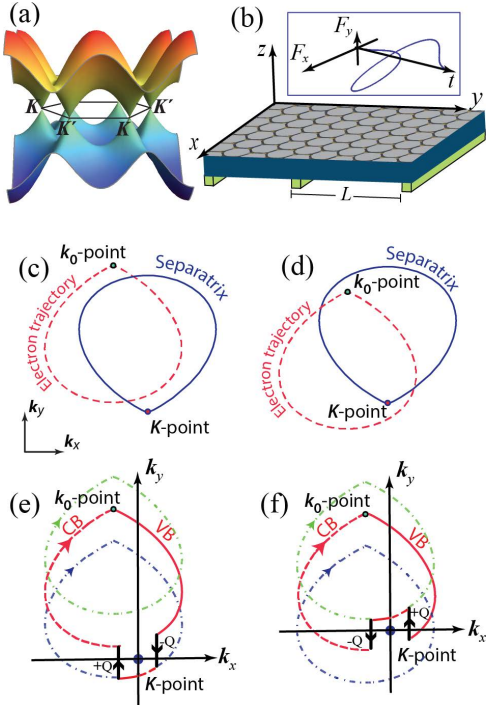 (a)
K
K′
K′
K
(b)
z
F_y
F_x
t
y
x
L
(c)
k₀-point
Separatrix
Electron trajectory
K-point
k_y
k_x
(d)
Separatrix
k₀-point
Electron trajectory
K-point
(e)
k_y
k₀-point
CB
VB
-Q
+Q
k_x
K-point
(f)
k_y
k₀-point
CB
VB
+Q
-Q
k_x
K-point